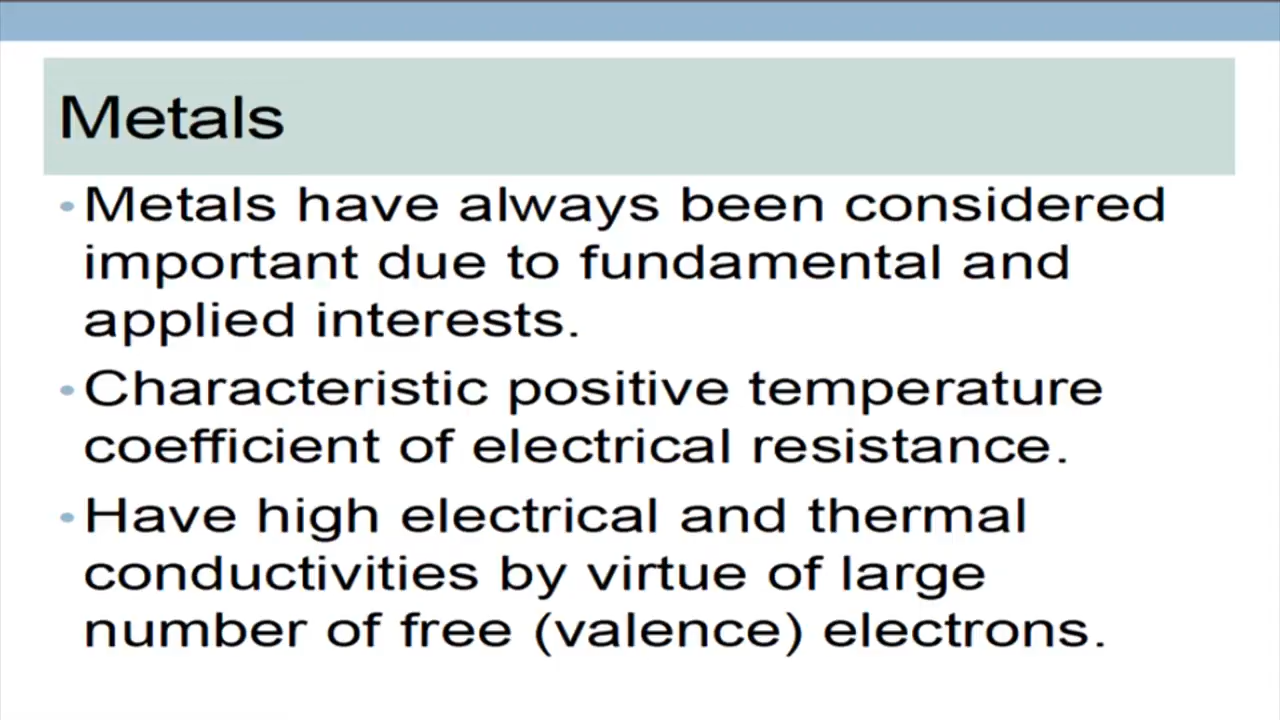 Metals
• Metals have always been considered
important due to fundamental and
applied interests.
• Characteristic positive temperature
coefficient of electrical resistance.
• Have high electrical and thermal
conductivities by virtue of large
number of free (valence) electrons.